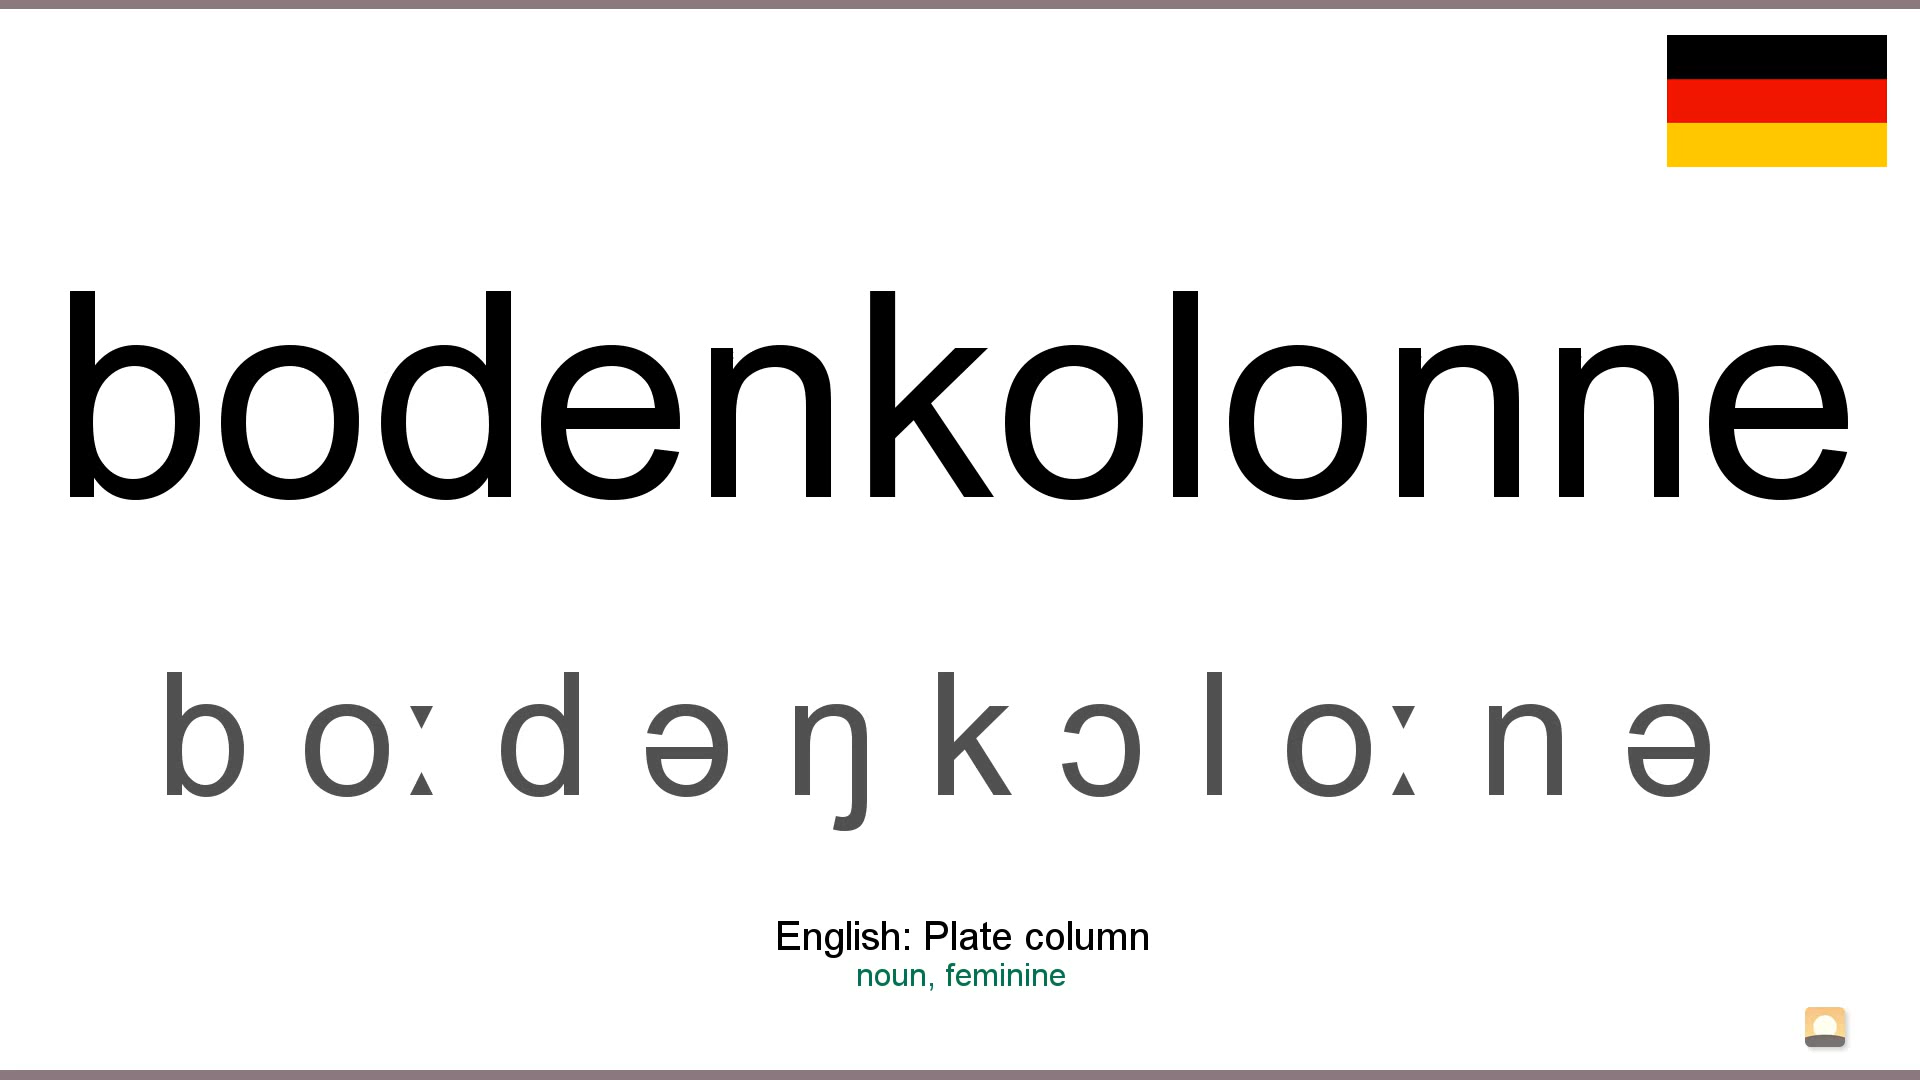 bodenkolonne
b oː d ə ŋ k ɔ l oː n ə
English: Plate column
noun, feminine